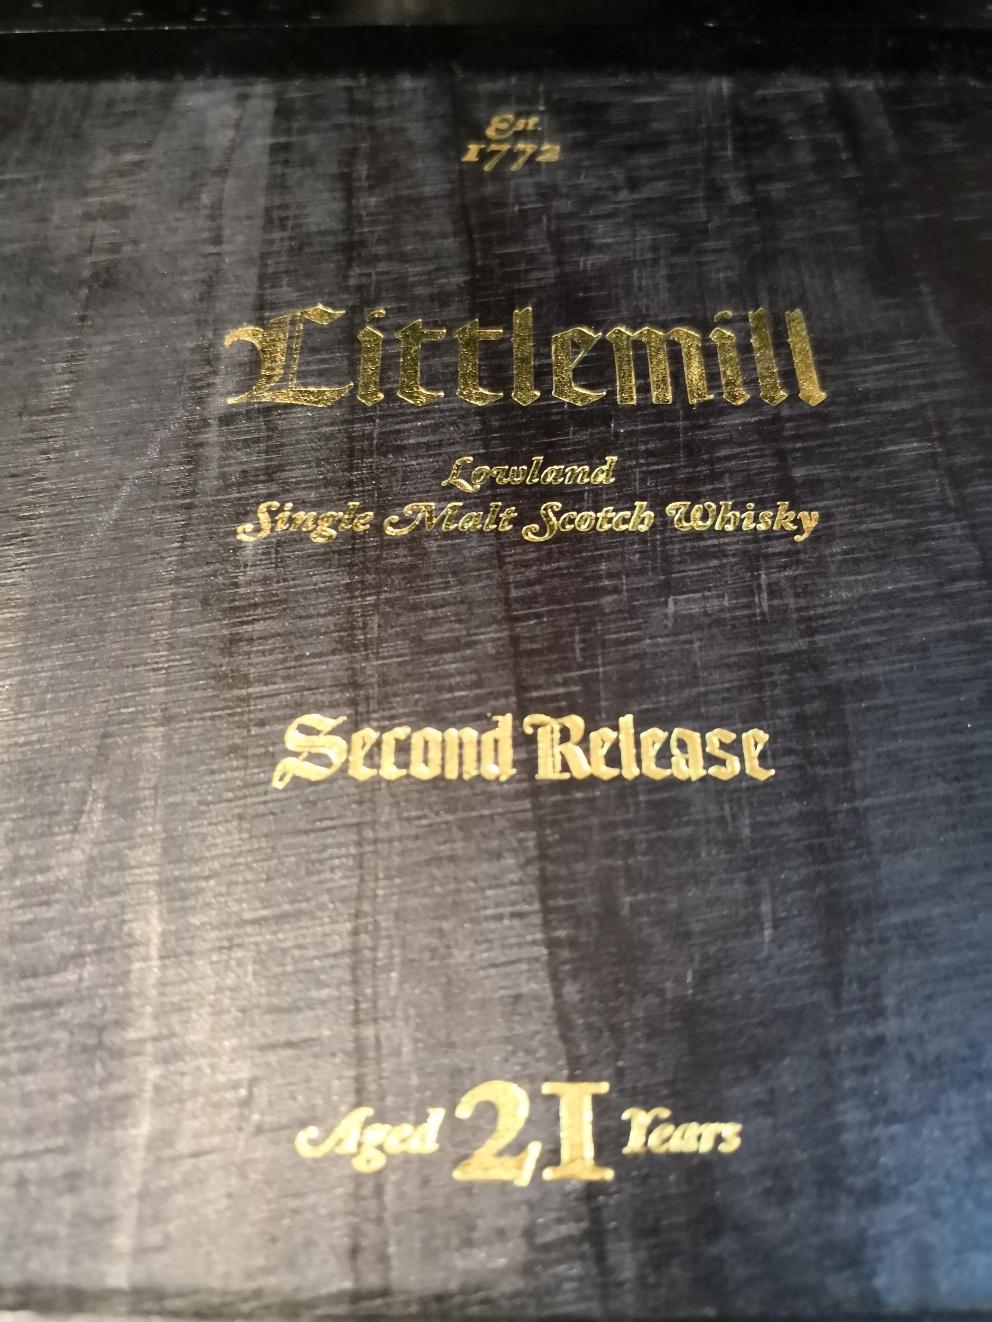 Est.
1772
Littlemill
Lowland
Single Malt Scotch Whisky
Second Release
Aged 21 Years